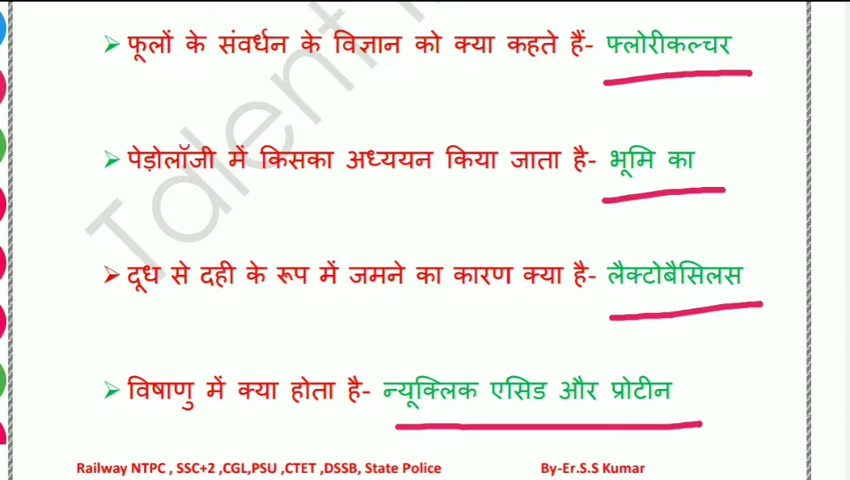 फूलों के संवर्धन के विज्ञान को क्या कहते हैं- फ्लोरीकल्चर
पेड़ोलॉजी में किसका अध्ययन किया जाता है- भूमि का
दूध से दही के रूप में जमने का कारण क्या है- लैक्टोबैसिलस
विषाणु में क्या होता है- न्यूक्लिक एसिड और प्रोटीन
Talent
Railway NTPC , SSC+2 ,CGL,PSU ,CTET ,DSSB, State Police By-Er.S.S Kumar